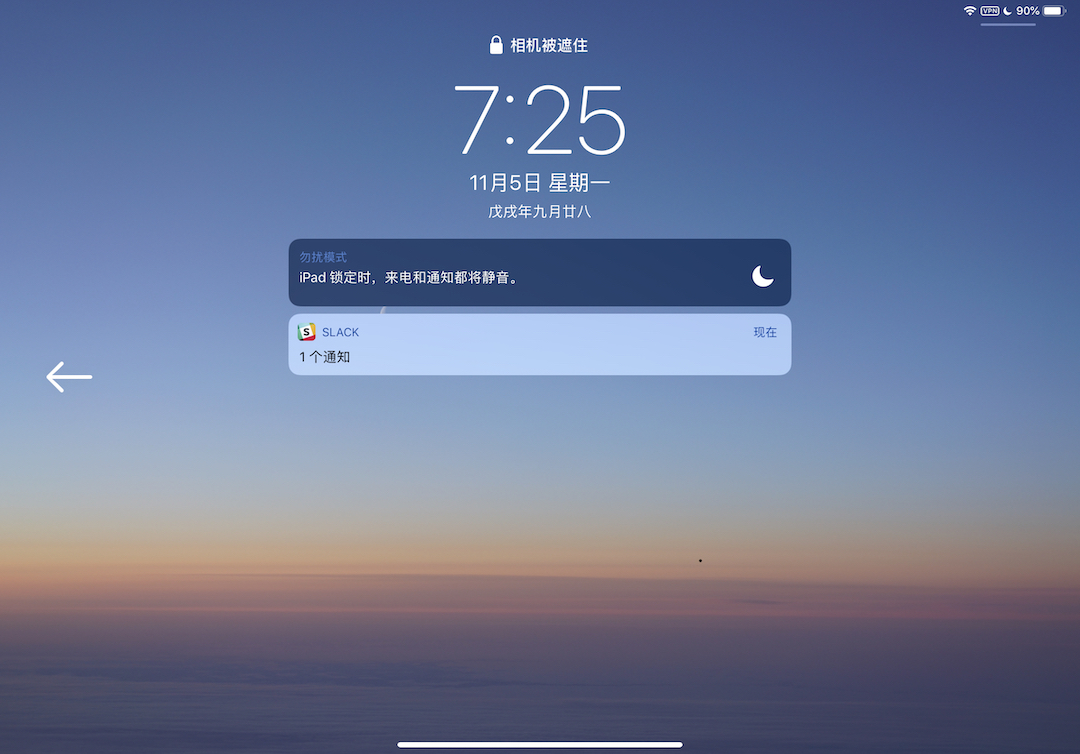 VPN 90%
相机被遮住
7:25
11月5日 星期一
戊戌年九月廿八
勿扰模式
iPad 锁定时，来电和通知都将静音。
S SLACK 现在
1 个通知